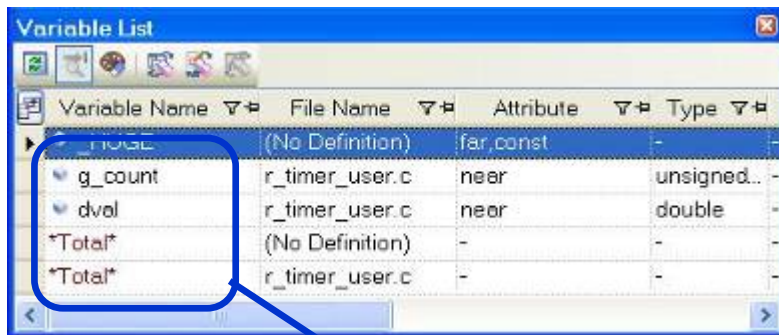 Variable List
Variable Name File Name Attribute Type
_HUGE (No Definition) far,const -
g_count r_timer_user.c near unsigned... -
dval r_timer_user.c near double -
*Total* (No Definition) - - -
*Total* r_timer_user.c - - -